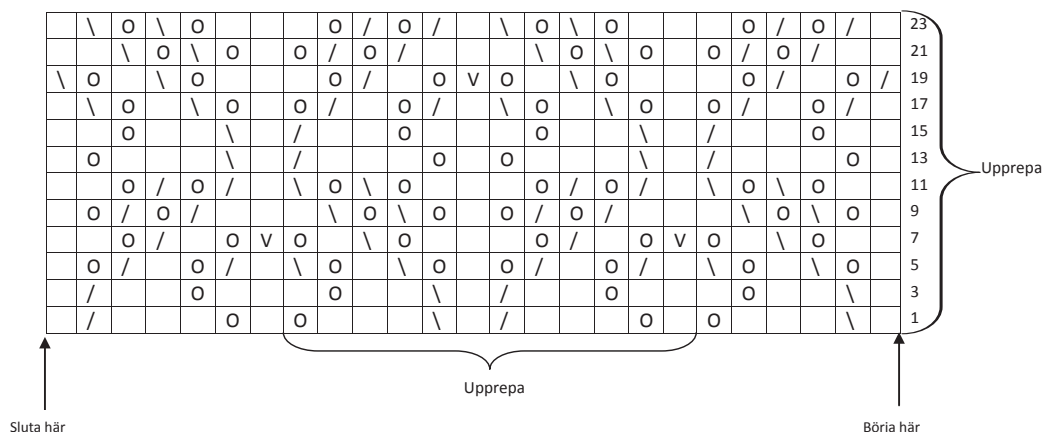 \ O \ O O / O / \ O \ O O / O / 23
\ O \ O O / O / \ O \ O O / O / 21
\ O \ O O / O V O \ O O / O / 19
\ O \ O O / O / \ O \ O O / O / 17
O \ / O O \ / O 15
O \ / O O \ / O 13
Upprepa
O / O / \ O \ O O / O / \ O \ O 11
O / O / \ O \ O O / O / \ O \ O 9
O / O V O \ O O / O V O \ O 7
O / O / \ O \ O O / O / \ O \ O 5
/ O O \ / O O \ 3
/ O O \ / O O \ 1
Upprepa
Sluta här
Börja här